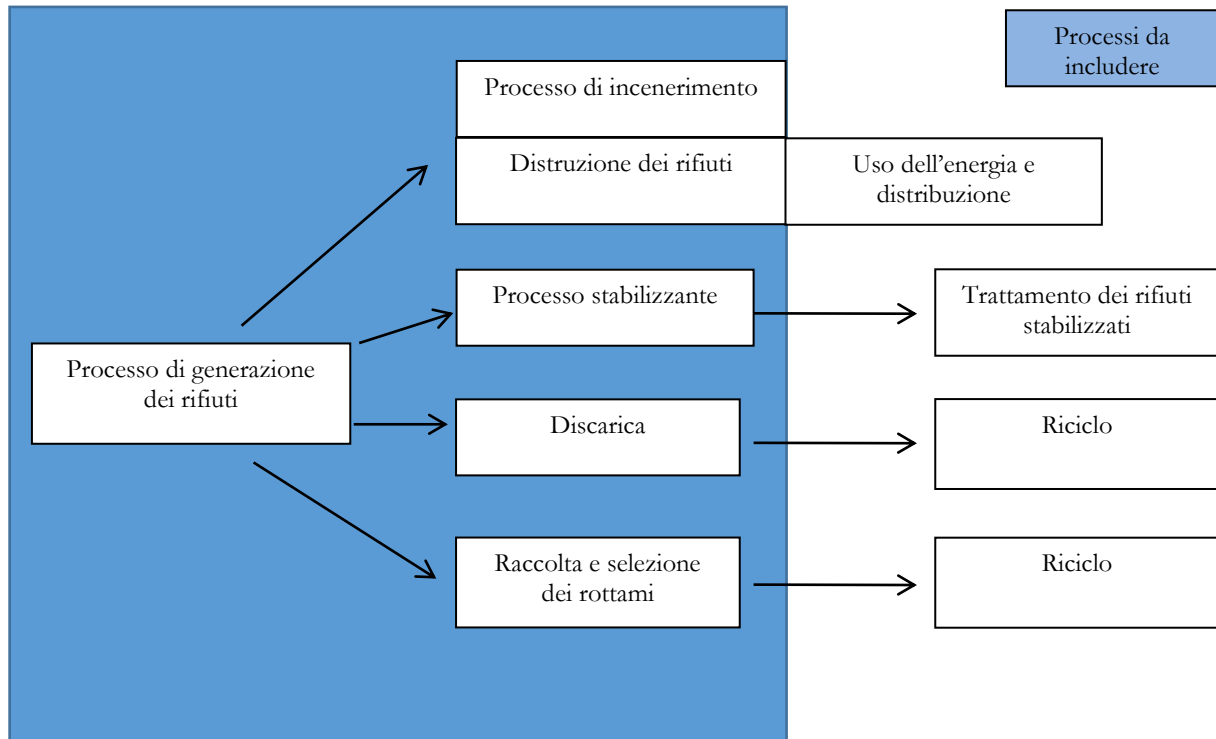 Processi da
includere
Processo di incenerimento
Distruzione dei rifiuti
Uso dell’energia e
distribuzione
Processo stabilizzante
Trattamento dei rifiuti
stabilizzati
Processo di generazione
dei rifiuti
Discarica
Riciclo
Raccolta e selezione
dei rottami
Riciclo